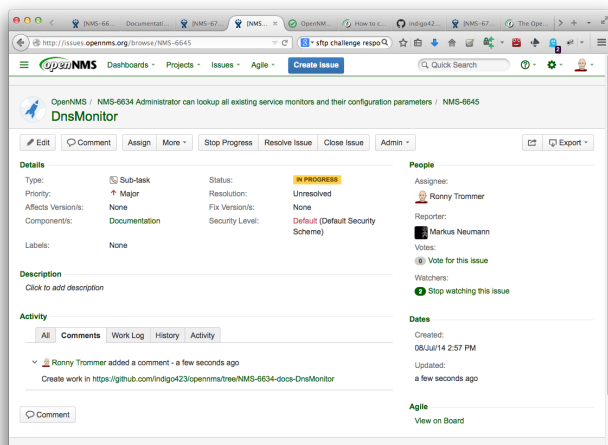 [NMS-66...
Documentati...
[NMS-67...
[NMS...
OpenNM...
How to c...
indigo42...
[NMS-67...
The Ope...
http://issues.opennms.org/browse/NMS-6645
sftp challenge respo
2
openNMS
Dashboards
Projects
Issues
Agile
Create issue
Quick Search
OpenNMS / NMS-6634 Administrator can lookup all existing service monitors and their configuration parameters / NMS-6645
DnsMonitor
Edit
Comment
Assign
More
Stop Progress
Resolve Issue
Close Issue
Admin
Export
Details
Type: Sub-task
Status: IN PROGRESS
Priority: Major
Resolution: Unresolved
Affects Version/s: None
Fix Version/s: None
Component/s: Documentation
Security Level: Default (Default Security Scheme)
Labels: None
Description
Click to add description
Activity
All
Comments
Work Log
History
Activity
Ronny Trommer added a comment - a few seconds ago
Create work in https://github.com/indigo423/opennms/tree/NMS-6634-docs-DnsMonitor
Comment
People
Assignee:
Ronny Trommer
Reporter:
Markus Neumann
Votes:
0 Vote for this issue
Watchers:
Stop watching this issue
Dates
Created:
08/Jul/14 2:57 PM
Updated:
a few seconds ago
Agile
View on Board